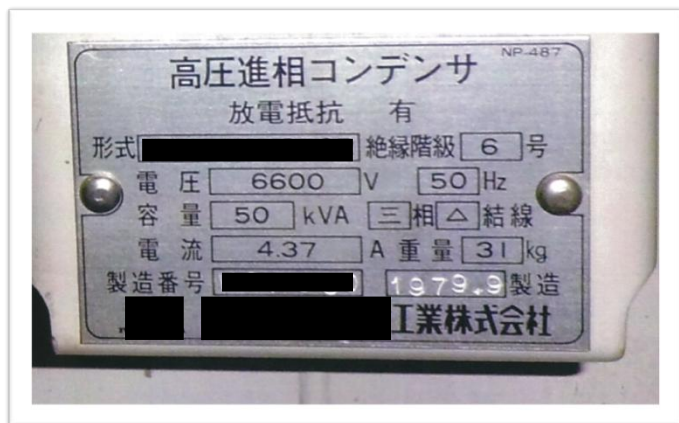 NP-487
高圧進相コンデンサ
放電抵抗 有
形式 絶縁階級 6 号
電圧 6600 V 50 Hz
容量 50 kVA 三相 △ 結線
電流 4.37 A 重量 31 kg
製造番号 1979.9 製造
工業株式会社